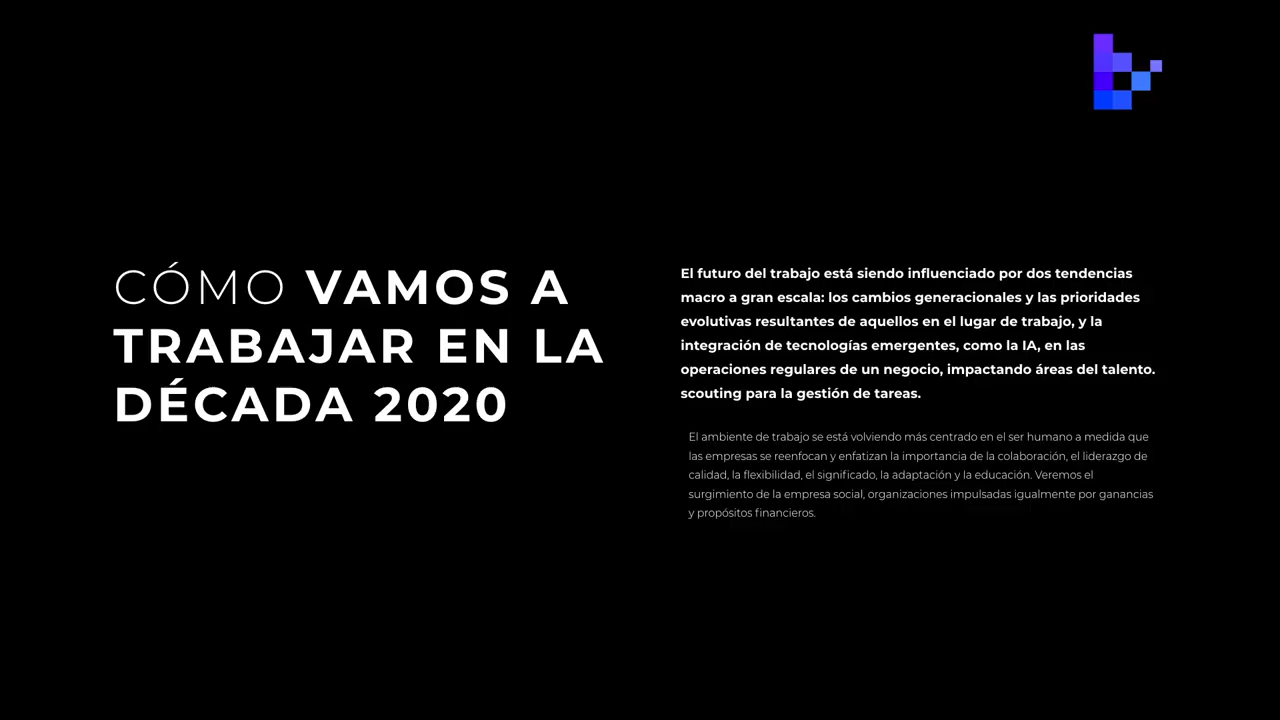 CÓMO VAMOS A
TRABAJAR EN LA
DÉCADA 2020
El futuro del trabajo está siendo influenciado por dos tendencias
macro a gran escala: los cambios generacionales y las prioridades
evolutivas resultantes de aquellos en el lugar de trabajo, y la
integración de tecnologías emergentes, como la IA, en las
operaciones regulares de un negocio, impactando áreas del talento.
scouting para la gestión de tareas.
El ambiente de trabajo se está volviendo más centrado en el ser humano a medida que
las empresas se reenfocan y enfatizan la importancia de la colaboración, el liderazgo de
calidad, la flexibilidad, el significado, la adaptación y la educación. Veremos el
surgimiento de la empresa social, organizaciones impulsadas igualmente por ganancias
y propósitos financieros.